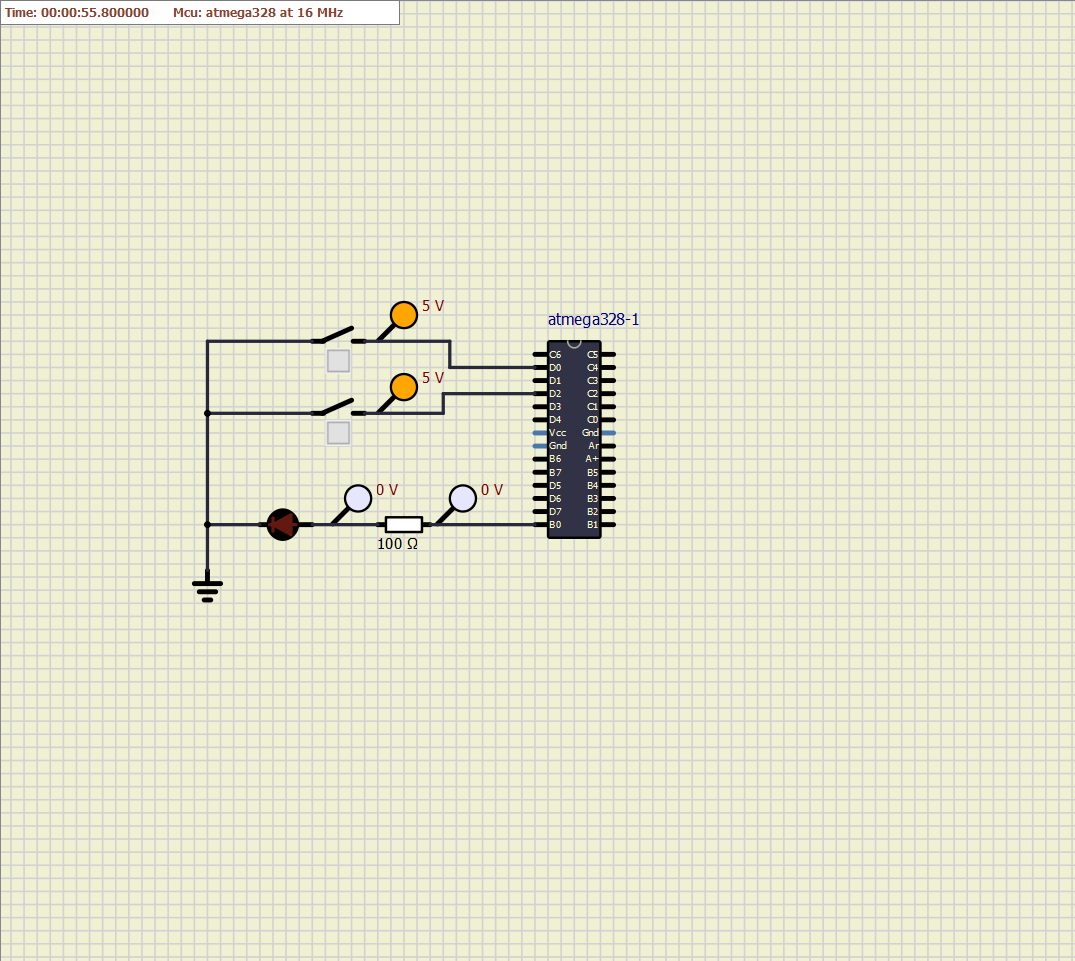 Time: 00:00:55.800000 Mcu: atmega328 at 16 MHz
5 V
atmega328-1
C6 C5
D0 C4
D1 C3
5 V
D2 C2
D3 C1
D4 C0
Vcc Gnd
Gnd Ar
B6 A+
B7 B5
D5 B4
0 V
0 V
D6 B3
D7 B2
B0 B1
100 Ω